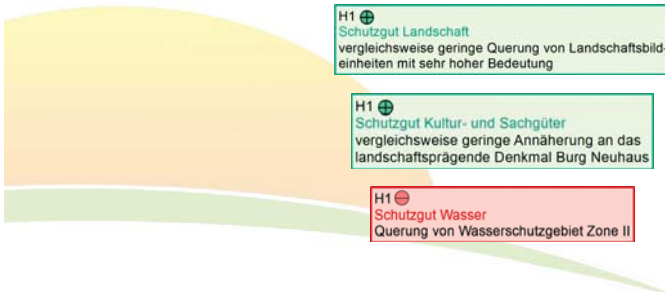 H1 ⊕
Schutzgut Landschaft
vergleichsweise geringe Querung von Landschaftsbild-
einheiten mit sehr hoher Bedeutung
H1 ⊕
Schutzgut Kultur- und Sachgüter
vergleichsweise geringe Annäherung an das
landschaftsprägende Denkmal Burg Neuhaus
H1 ⊖
Schutzgut Wasser
Querung von Wasserschutzgebiet Zone II